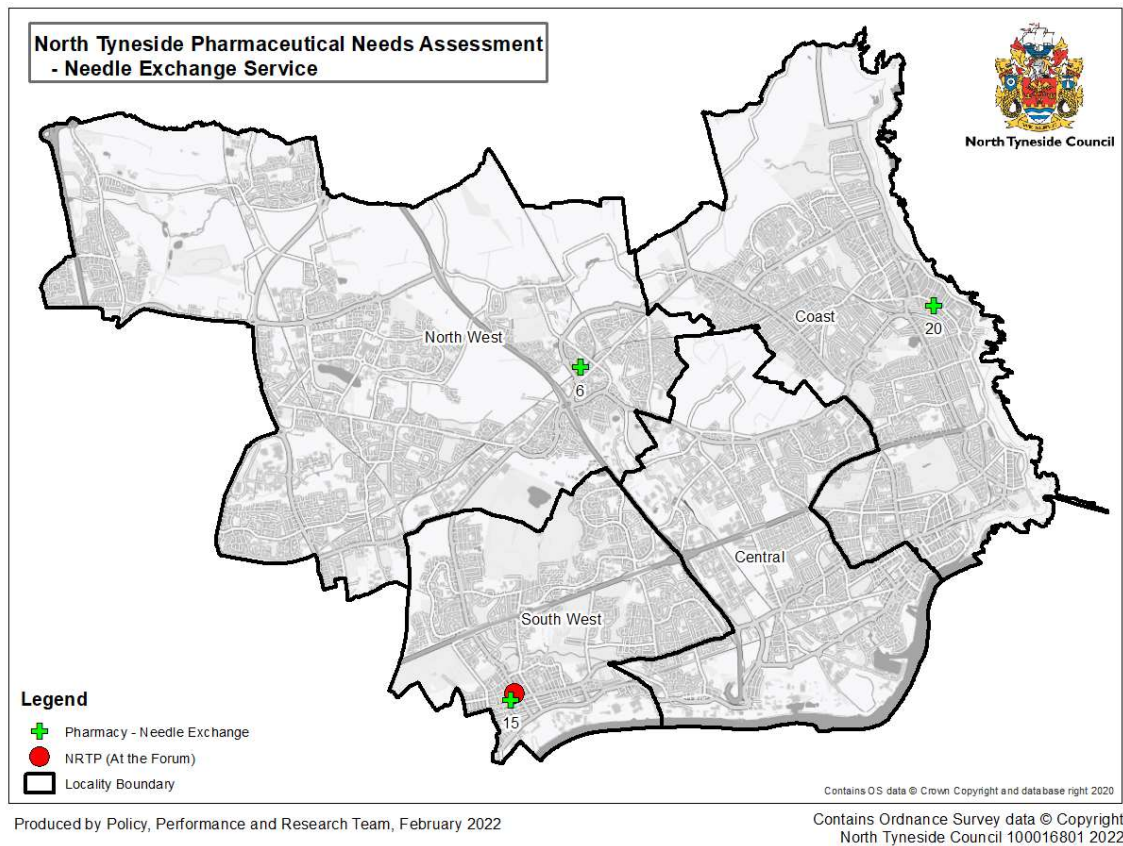 North Tyneside Pharmaceutical Needs Assessment
- Needle Exchange Service
North Tyneside Council
Coast
20
North West
6
Central
South West
15
Legend
Pharmacy - Needle Exchange
NRTP (At the Forum)
Locality Boundary
Contains OS data © Crown Copyright and database right 2020
Produced by Policy, Performance and Research Team, February 2022
Contains Ordnance Survey data © Copyright
North Tyneside Council 100016801 2022